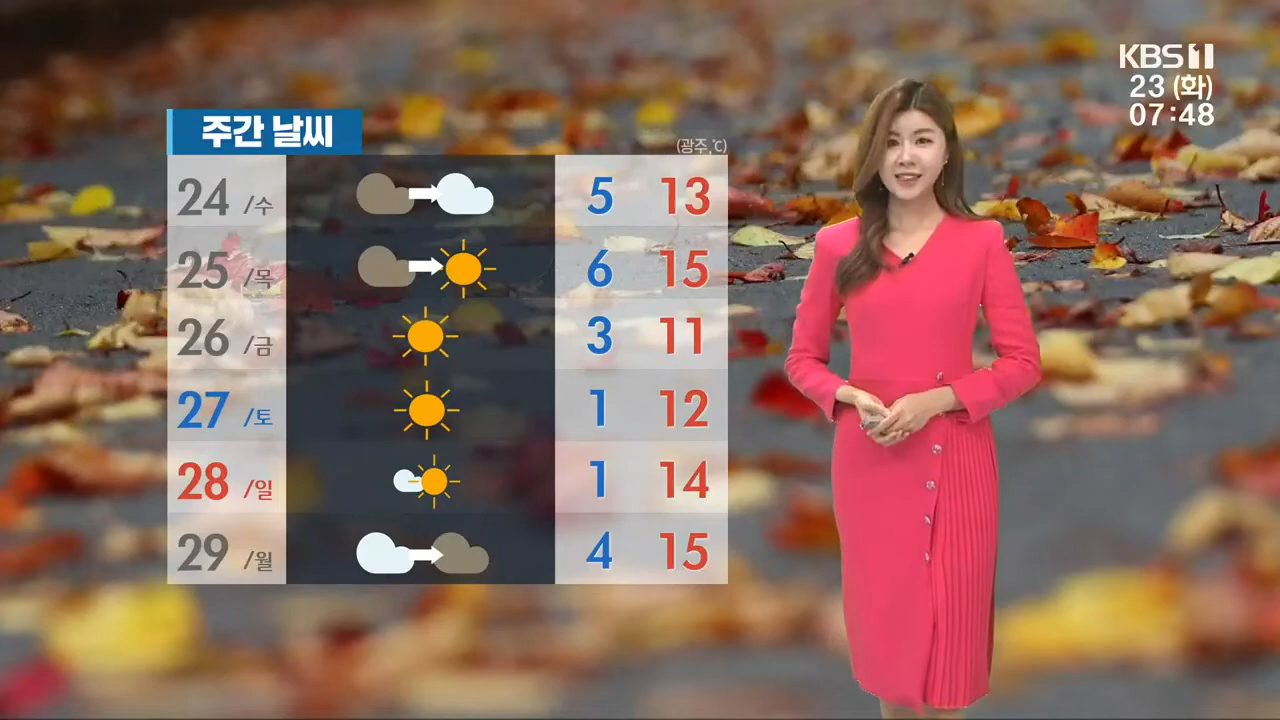 KBS 1
23 (화)
07:48
주간 날씨
(광주,℃)
24 /수 5 13
25 /목 6 15
26 /금 3 11
27 /토 1 12
28 /일 1 14
29 /월 4 15